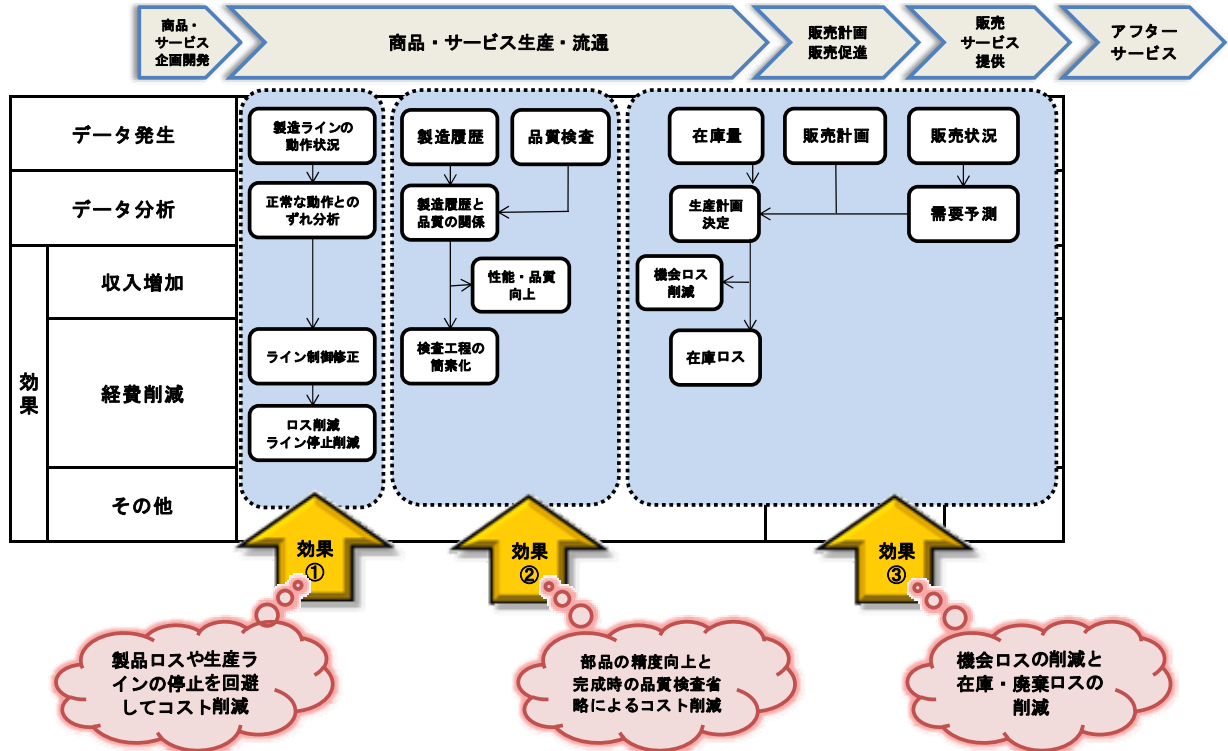 商品・
サービス
企画開発
商品・サービス生産・流通
販売計画
販売促進
販売
サービス
提供
アフター
サービス
データ発生
製造ラインの
動作状況
製造履歴
品質検査
在庫量
販売計画
販売状況
データ分析
正常な動作との
ずれ分析
製造履歴と
品質の関係
生産計画
決定
需要予測
効果
収入増加
性能・品質
向上
機会ロス
削減
経費削減
ライン制御修正
検査工程の
簡素化
在庫ロス
ロス削減
ライン停止削減
その他
効果
①
効果
②
効果
③
製品ロスや生産ラ
インの停止を回避
してコスト削減
部品の精度向上と
完成時の品質検査省
略によるコスト削減
機会ロスの削減と
在庫・廃棄ロスの
削減